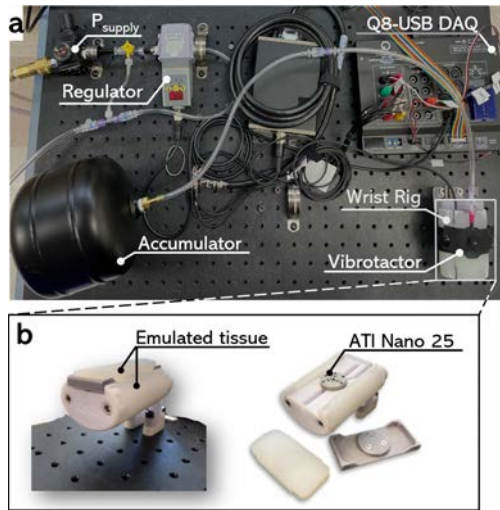 a
P supply
Q8-USB DAQ
Regulator
Wrist Rig
Accumulator
Vibrotactor
b
Emulated tissue
ATI Nano 25